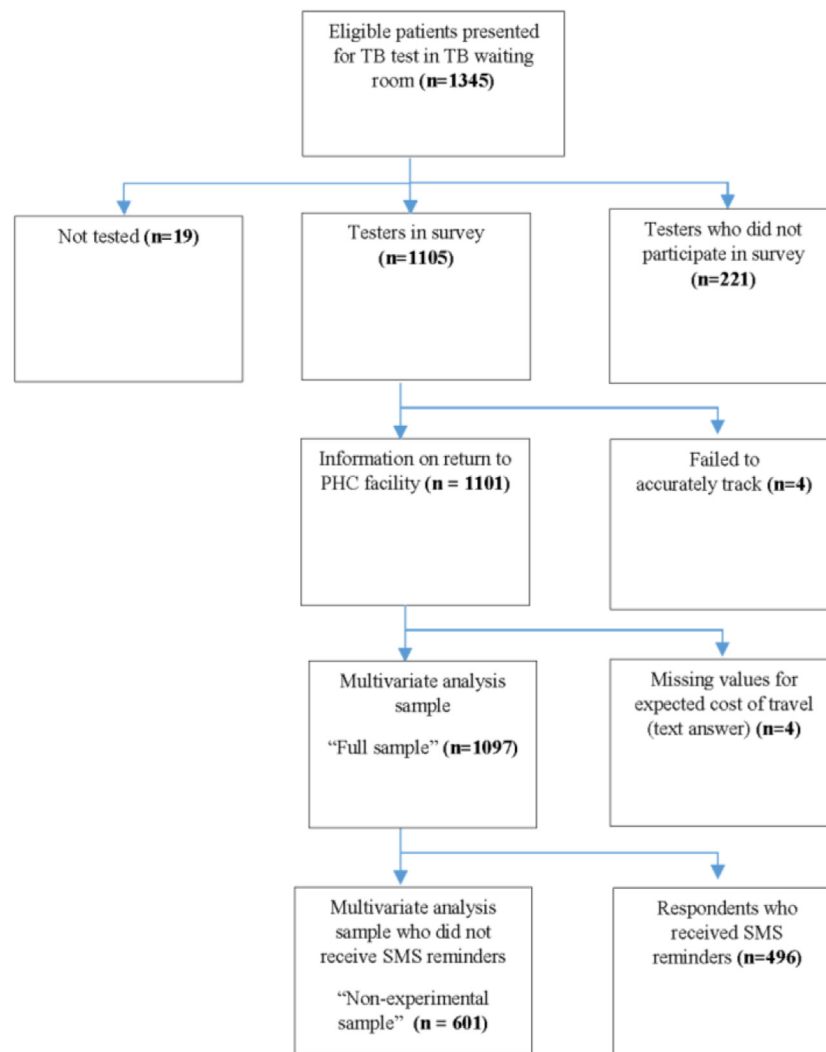 Eligible patients presented
for TB test in TB waiting
room (n=1345)
Not tested (n=19)
Testers in survey
(n=1105)
Testers who did not
participate in survey
(n=221)
Information on return to
PHC facility (n = 1101)
Failed to
accurately track (n=4)
Multivariate analysis
sample
“Full sample” (n=1097)
Missing values for
expected cost of travel
(text answer) (n=4)
Multivariate analysis
sample who did not
receive SMS reminders
“Non-experimental
sample” (n = 601)
Respondents who
received SMS
reminders (n=496)